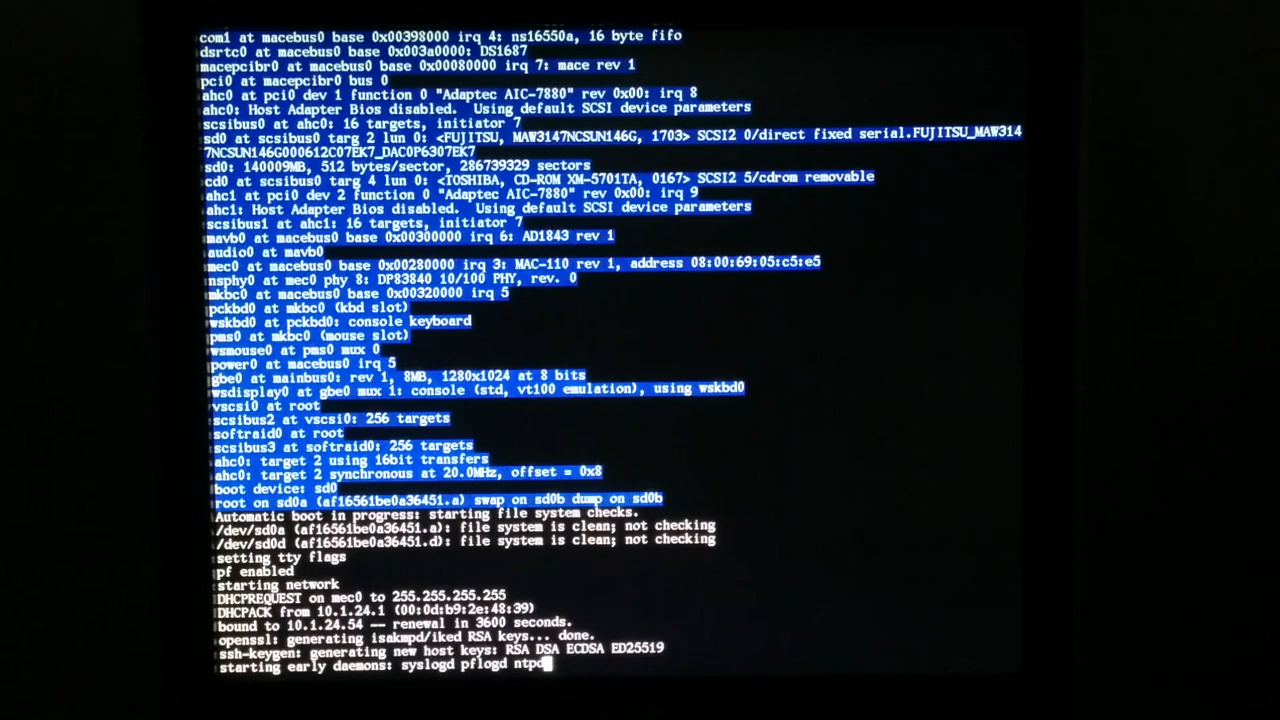 com1 at macebus0 base 0x00398000 irq 4: ns16550a, 16 byte fifo
dsrtc0 at macebus0 base 0x003a0000: DS1687
macepcibr0 at macebus0 base 0x00080000 irq 7: mace rev 1
pci0 at macepcibr0 bus 0
ahc0 at pci0 dev 1 function 0 "Adaptec AIC-7880" rev 0x00: irq 8
ahc0: Host Adapter Bios disabled.  Using default SCSI device parameters
scsibus0 at ahc0: 16 targets, initiator 7
sd0 at scsibus0 targ 2 lun 0: <FUJITSU, MAW3147NCSUN146G, 1703> SCSI2 0/direct fixed serial.FUJITSU_MAW314
7NCSUN146G000612C07EK7_DAC0P6307EK7
sd0: 140009MB, 512 bytes/sector, 286739329 sectors
cd0 at scsibus0 targ 4 lun 0: <TOSHIBA, CD-ROM XM-5701TA, 0167> SCSI2 5/cdrom removable
ahc1 at pci0 dev 2 function 0 "Adaptec AIC-7880" rev 0x00: irq 9
ahc1: Host Adapter Bios disabled.  Using default SCSI device parameters
scsibus1 at ahc1: 16 targets, initiator 7
mavb0 at macebus0 base 0x00300000 irq 6: AD1843 rev 1
audio0 at mavb0
mec0 at macebus0 base 0x00280000 irq 3: MAC-110 rev 1, address 08:00:69:05:c5:e5
nsphy0 at mec0 phy 8: DP83840 10/100 PHY, rev. 0
mkbc0 at macebus0 base 0x00320000 irq 5
pckbd0 at mkbc0 (kbd slot)
wskbd0 at pckbd0: console keyboard
pms0 at mkbc0 (mouse slot)
wsmouse0 at pms0 mux 0
power0 at macebus0 irq 5
gbe0 at mainbus0: rev 1, 8MB, 1280x1024 at 8 bits
wsdisplay0 at gbe0 mux 1: console (std, vt100 emulation), using wskbd0
vscsi0 at root
scsibus2 at vscsi0: 256 targets
softraid0 at root
scsibus3 at softraid0: 256 targets
ahc0: target 2 using 16bit transfers
ahc0: target 2 synchronous at 20.0MHz, offset = 0x8
boot device: sd0
root on sd0a (af16561be0a36451.a) swap on sd0b dump on sd0b
Automatic boot in progress: starting file system checks.
/dev/sd0a (af16561be0a36451.a): file system is clean; not checking
/dev/sd0d (af16561be0a36451.d): file system is clean; not checking
setting tty flags
pf enabled
starting network
DHCPREQUEST on mec0 to 255.255.255.255
DHCPACK from 10.1.24.1 (00:0d:b9:2e:48:39)
bound to 10.1.24.54 -- renewal in 3600 seconds.
openssl: generating isakmpd/iked RSA keys... done.
ssh-keygen: generating new host keys: RSA DSA ECDSA ED25519
starting early daemons: syslogd pflogd ntpd